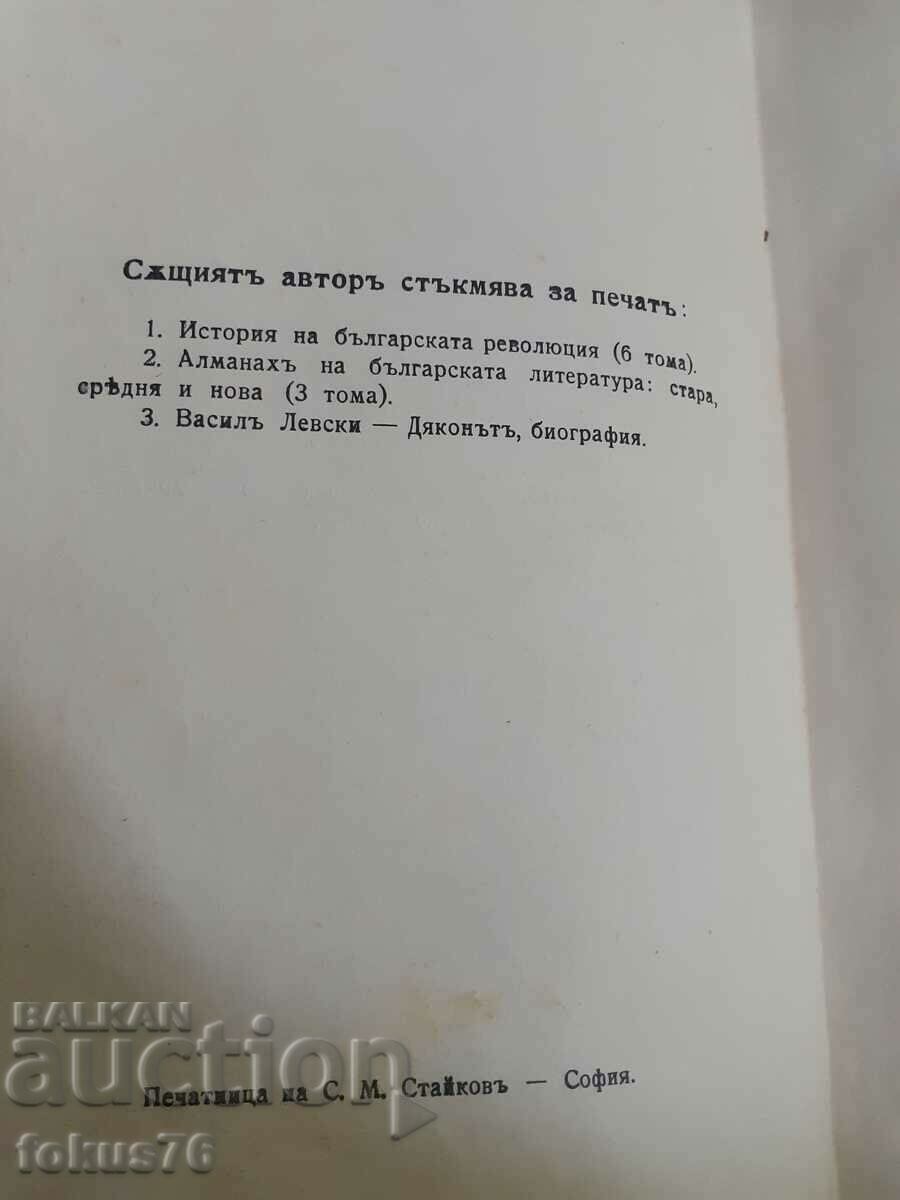 Сѫщиятъ авторъ стъкмява за печатъ:
1. История на българската революция (6 тома).
2. Алманахъ на българската литература: стара,
срѣдня и нова (3 тома).
3. Василъ Левски — Дяконътъ, биография.
BALKAN
auction
Печатница на С. М. Стайковъ — София.
fokus76